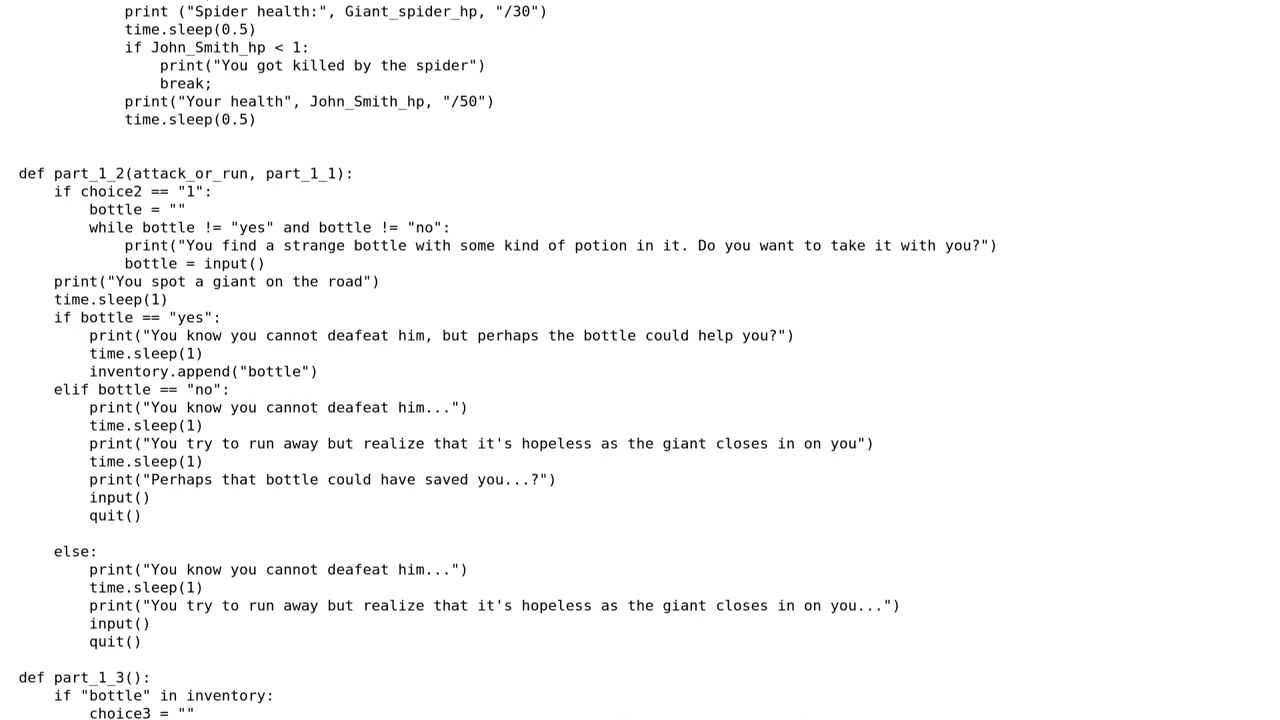 print ("Spider health:", Giant_spider_hp, "/30")
time.sleep(0.5)
if John_Smith_hp < 1:
print("You got killed by the spider")
break;
print("Your health", John_Smith_hp, "/50")
time.sleep(0.5)
def part_1_2(attack_or_run, part_1_1):
if choice2 == "1":
bottle = ""
while bottle != "yes" and bottle != "no":
print("You find a strange bottle with some kind of potion in it. Do you want to take it with you?")
bottle = input()
print("You spot a giant on the road")
time.sleep(1)
if bottle == "yes":
print("You know you cannot deafeat him, but perhaps the bottle could help you?")
time.sleep(1)
inventory.append("bottle")
elif bottle == "no":
print("You know you cannot deafeat him...")
time.sleep(1)
print("You try to run away but realize that it's hopeless as the giant closes in on you")
time.sleep(1)
print("Perhaps that bottle could have saved you...?")
input()
quit()
else:
print("You know you cannot deafeat him...")
time.sleep(1)
print("You try to run away but realize that it's hopeless as the giant closes in on you...")
input()
quit()
def part_1_3():
if "bottle" in inventory:
choice3 = ""